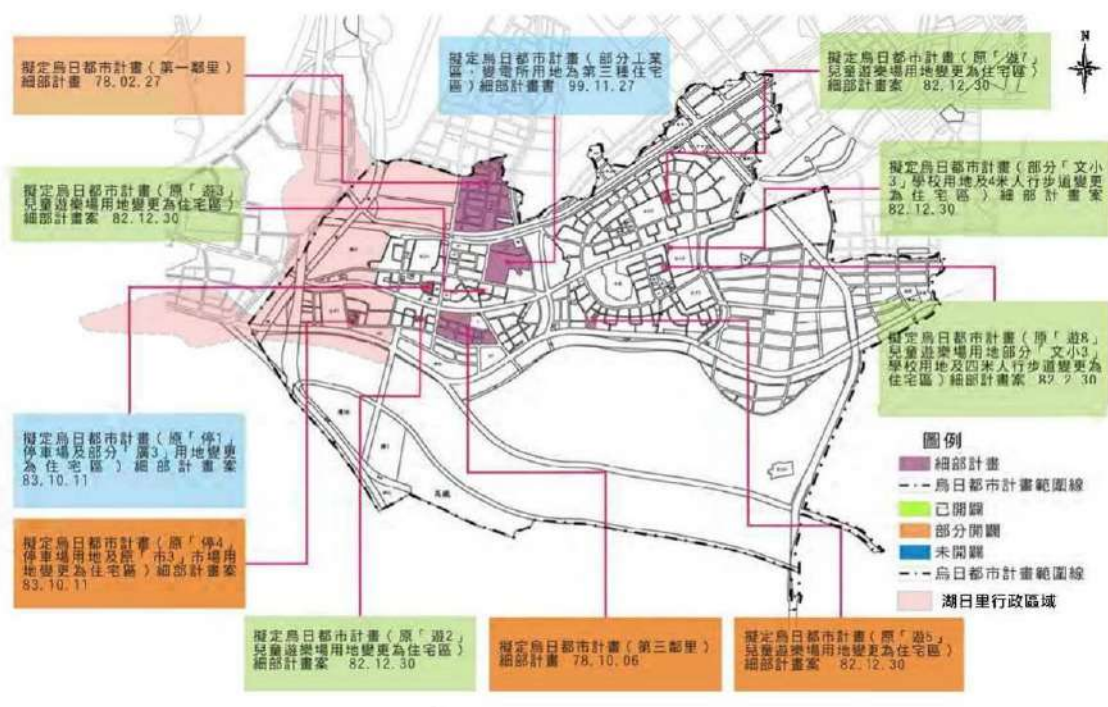 擬定烏日都市計畫（第一鄰里）
細部計畫 78.02.27
擬定烏日都市計畫（部分工業
區、變電所用地為第三種住宅
區）細部計畫書 99.11.27
擬定烏日都市計畫（原「遊7」
兒童遊樂場用地變更為住宅區）
細部計畫案 82.12.30
N
擬定烏日都市計畫（原「遊3」
兒童遊樂場用地變更為住宅區）
細部計畫案 82.12.30
擬定烏日都市計畫（部分「文小
3」學校用地及4米人行步道變更
為住宅區）細部計畫案
82.12.30
擬定烏日都市計畫（原「遊8」
兒童遊樂場用地部分「文小3」
學校用地及四米人行步道變更為
住宅區）細部計畫案 82.2.30
擬定烏日都市計畫（原「停1」
停車場及部分「廣3」用地變更
為住宅區）細部計畫案
83.10.11
擬定烏日都市計畫（原「停4」
停車場用地及原「市3」市場用
地變更為住宅區）細部計畫案
83.10.11
擬定烏日都市計畫（原「遊2」
兒童遊樂場用地變更為住宅區）
細部計畫案 82.12.30
擬定烏日都市計畫（第三鄰里）
細部計畫 78.10.06
擬定烏日都市計畫（原「遊5」
兒童遊樂場用地變更為住宅區）
細部計畫案 82.12.30
圖例
細部計畫
烏日都市計畫範圍線
已開闢
部分開闢
未開闢
烏日都市計畫範圍線
湖日里行政區域